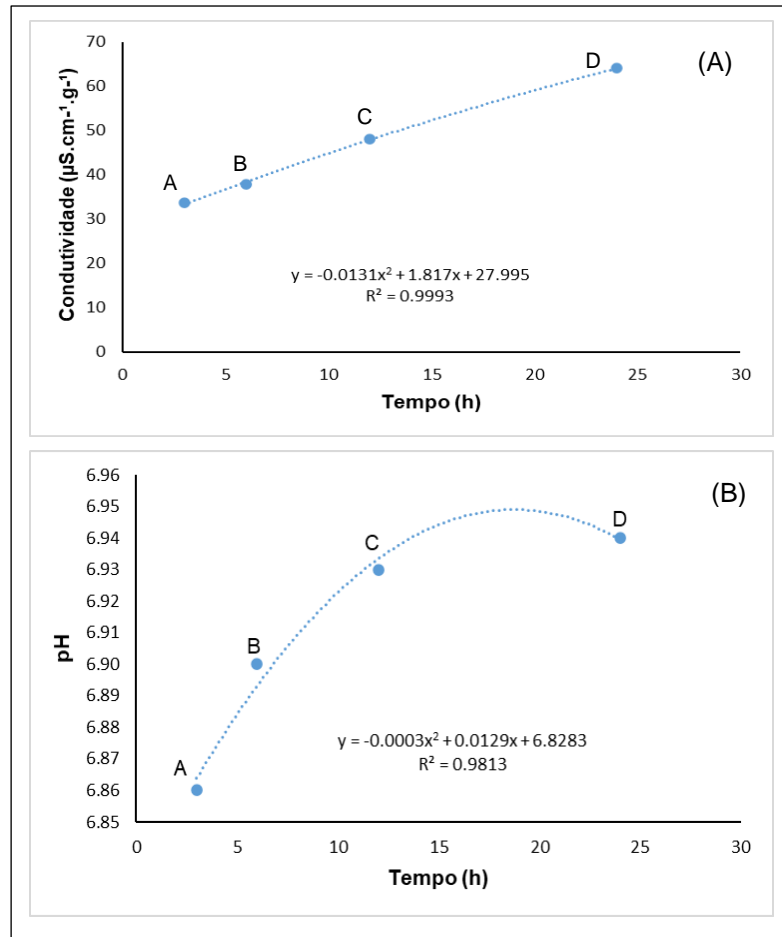 (A)
Condutividade (µS.cm-¹.g-¹)
70
60
50
40
30
20
10
0
A
B
C
D
y = -0.0131x² + 1.817x + 27.995
R² = 0.9993
0 5 10 15 20 25 30
Tempo (h)
(B)
pH
6.96
6.95
6.94
6.93
6.92
6.91
6.90
6.89
6.88
6.87
6.86
6.85
A
B
C
D
y = -0.0003x² + 0.0129x + 6.8283
R² = 0.9813
0 5 10 15 20 25 30
Tempo (h)